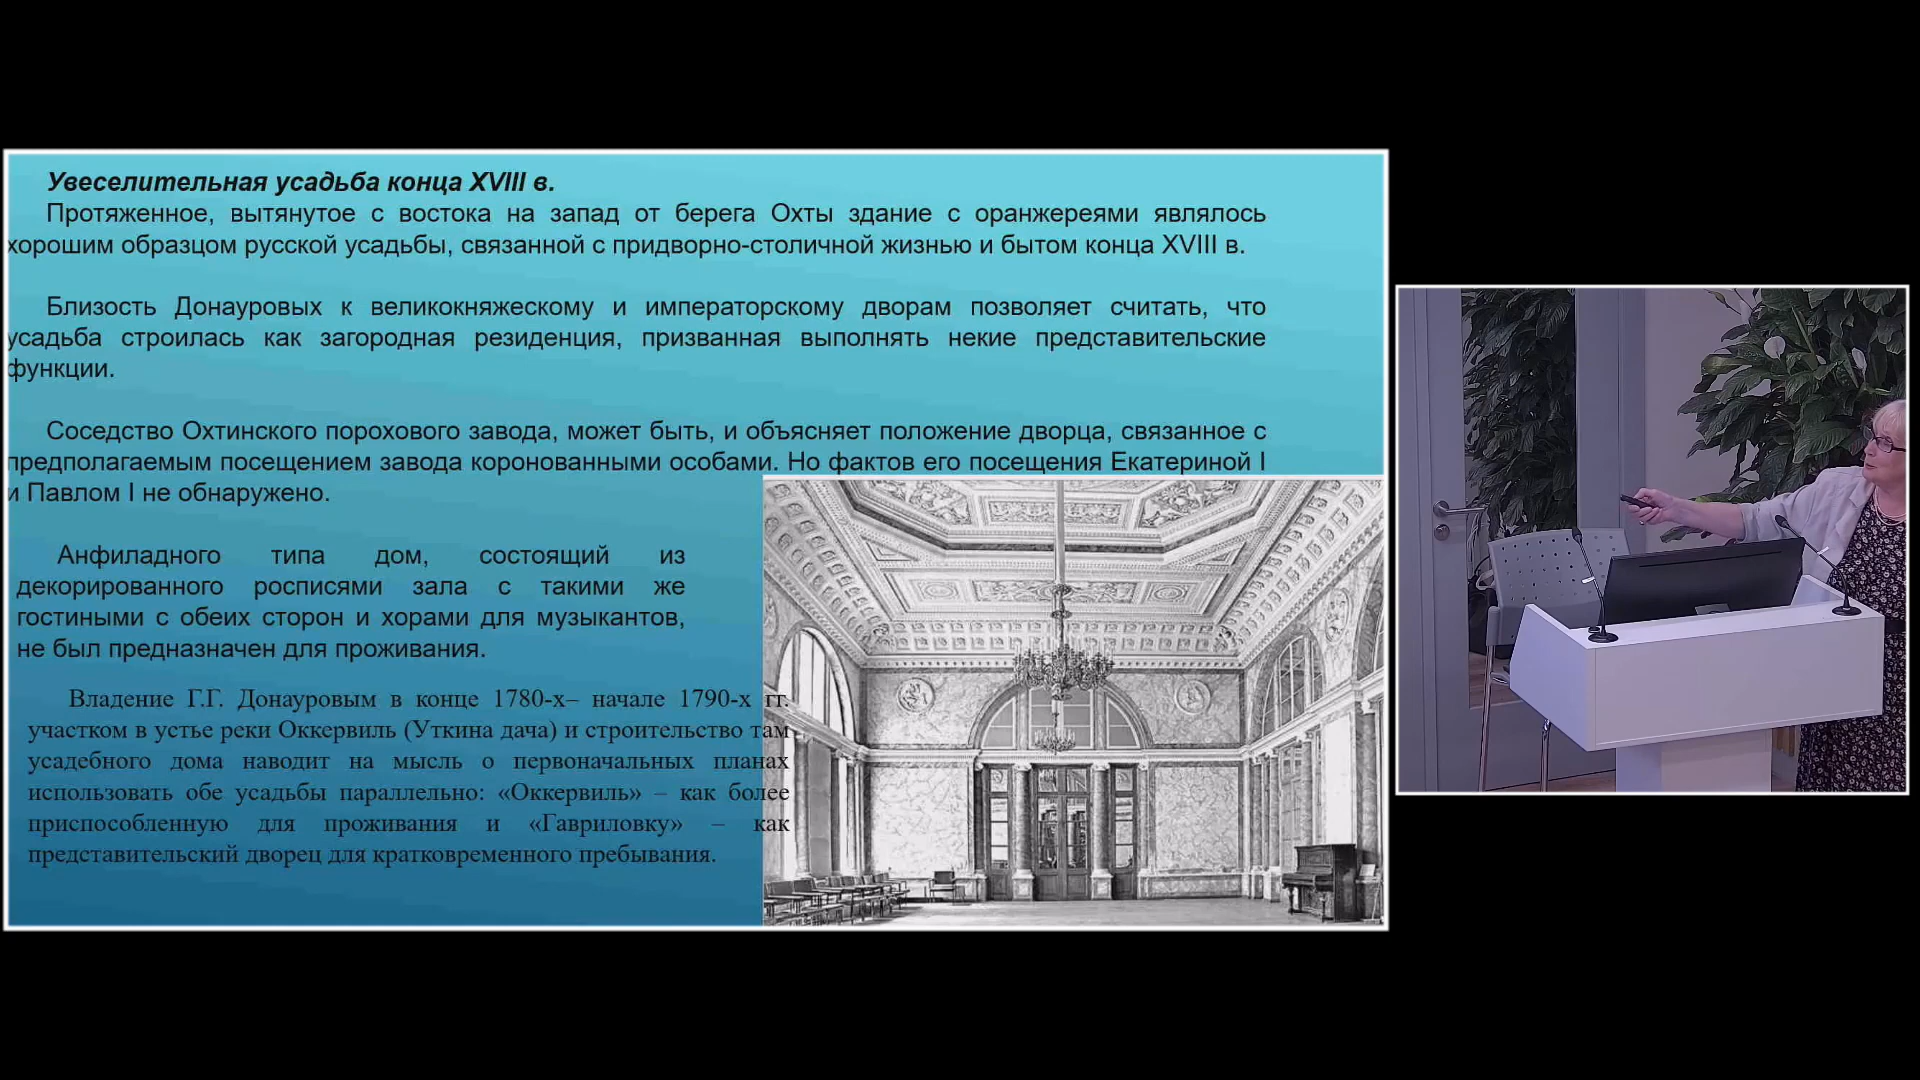 Увеселительная усадьба конца XVIII в.
Протяженное, вытянутое с востока на запад от берега Охты здание с оранжереями являлось
хорошим образцом русской усадьбы, связанной с придворно-столичной жизнью и бытом конца XVIII в.
Близость Донауровых к великокняжескому и императорскому дворам позволяет считать, что
усадьба строилась как загородная резиденция, призванная выполнять некие представительские
функции.
Соседство Охтинского порохового завода, может быть, и объясняет положение дворца, связанное с
предполагаемым посещением завода коронованными особами. Но фактов его посещения Екатериной I
и Павлом I не обнаружено.
Анфиладного типа дом, состоящий из
декорированного росписями зала с такими же
гостиными с обеих сторон и хорами для музыкантов,
не был предназначен для проживания.
Владение Г.Г. Донауровым в конце 1780-х– начале 1790-х гг.
участком в устье реки Оккервиль (Уткина дача) и строительство там
усадебного дома наводит на мысль о первоначальных планах
использовать обе усадьбы параллельно: «Оккервиль» – как более
приспособленную для проживания и «Гавриловку» – как
представительский дворец для кратковременного пребывания.